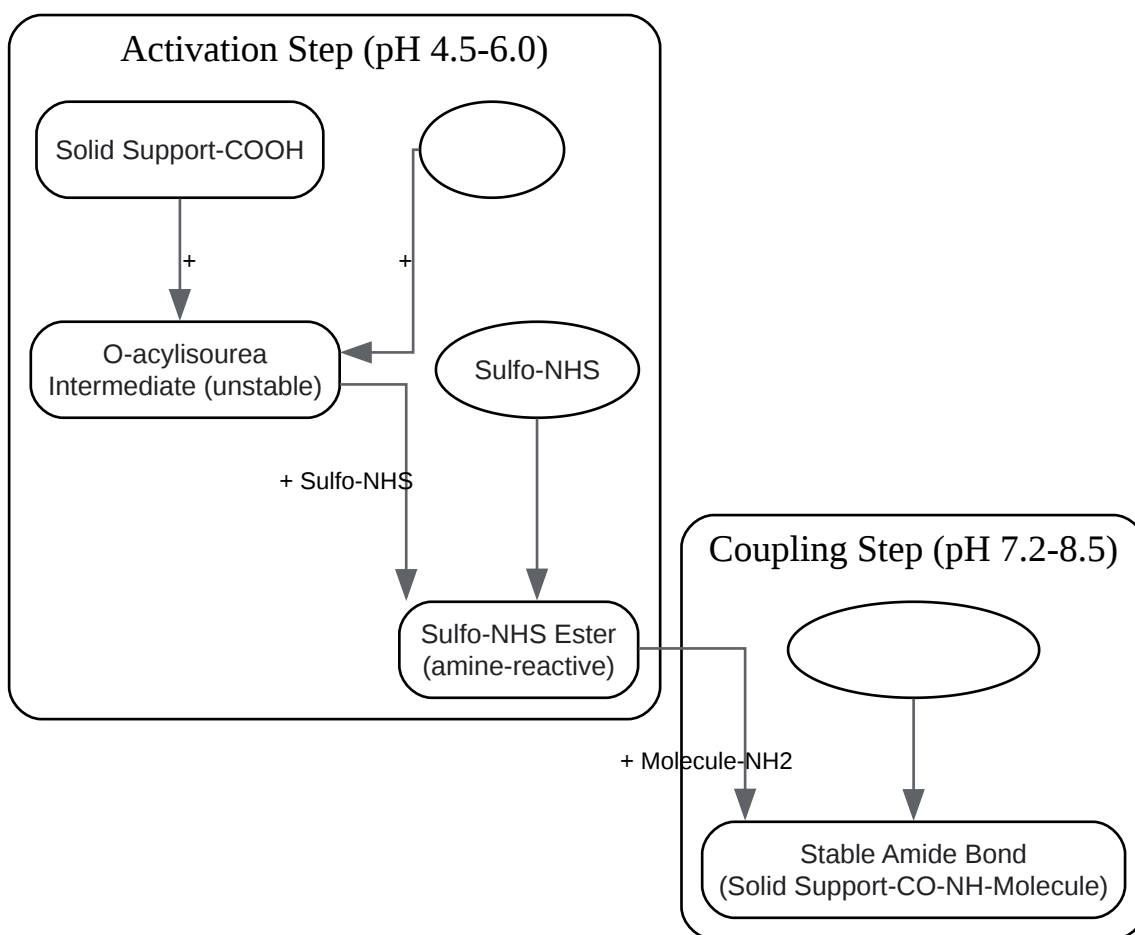 Activation Step (pH 4.5-6.0)
Solid Support-COOH
+
+
O-acylisourea
Intermediate (unstable)
Sulfo-NHS
+ Sulfo-NHS
Sulfo-NHS Ester
(amine-reactive)
Coupling Step (pH 7.2-8.5)
+ Molecule-NH2
Stable Amide Bond
(Solid Support-CO-NH-Molecule)